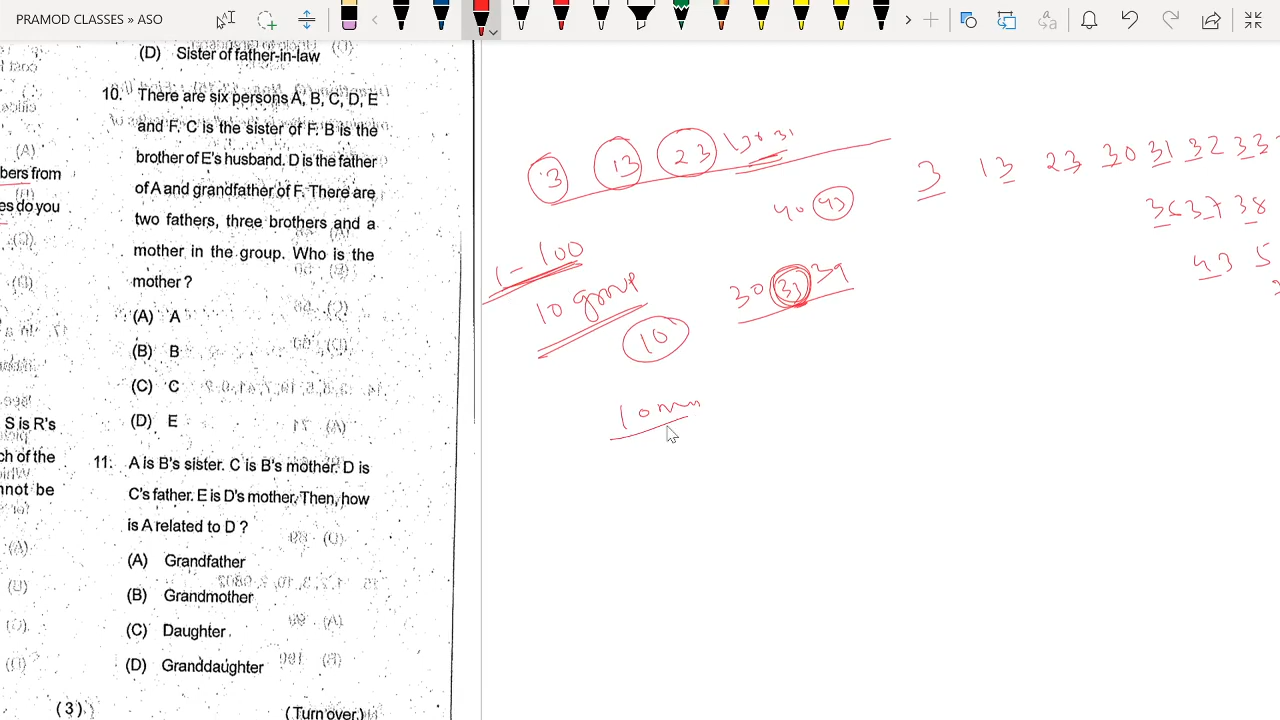 PRAMOD CLASSES » ASO
(D) Sister of father-in-law
10. There are six persons A, B, C, D, E
and F. C is the sister of F. B is the
brother of E's husband. D is the father
of A and grandfather of F. There are
two fathers, three brothers and a
mother in the group. Who is the
mother ?
(A) A
(B) B
(C) C
(D) E
11. A is B's sister. C is B's mother. D is
C's father. E is D's mother. Then, how
is A related to D ?
(A) Grandfather
(B) Grandmother
(C) Daughter
(D) Granddaughter
(3)
(Turn over)
(A)
bers from
es do you
S is R's
ch of the
nnot be
3 13 23
40 43
1 - 100
10 group
10
30 33 39
10
3 13 23 30 31 32 33
36 37 38
43 5